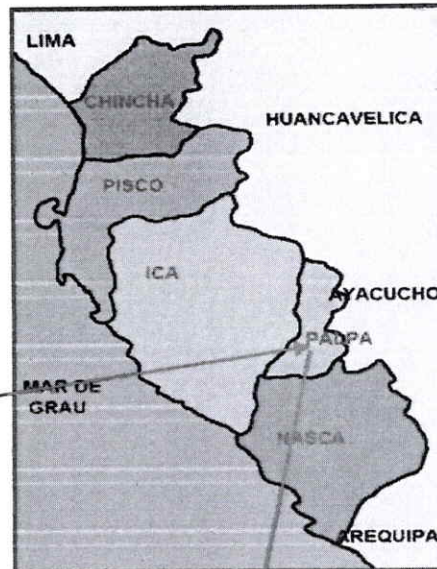 LIMA
CHINCHA
HUANCAVELICA
PISCO
ICA
AYACUCHO
PALPA
MAR DE
GRAU
NASCA
AREQUIPA